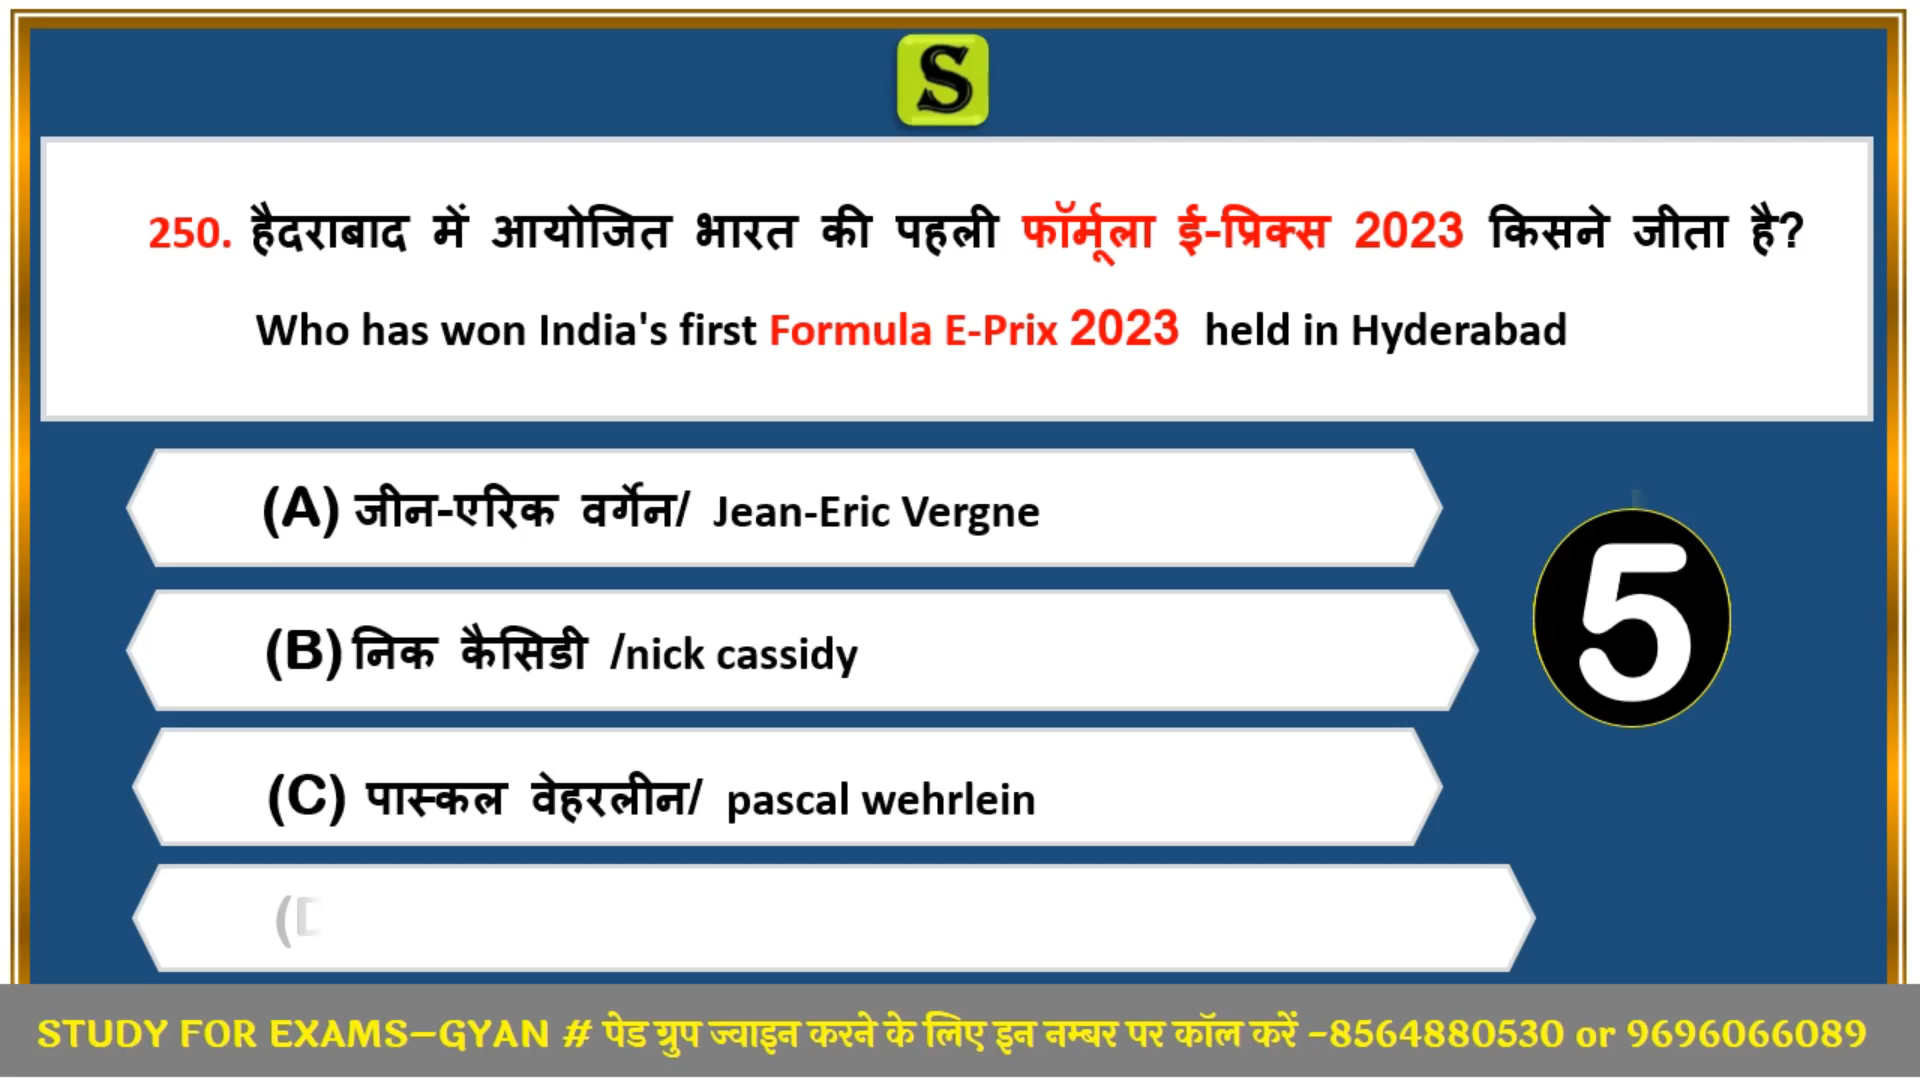 S
250. हैदराबाद में आयोजित भारत की पहली फॉर्मूला ई-प्रिक्स 2023 किसने जीता है?
Who has won India's first Formula E-Prix 2023 held in Hyderabad
(A) जीन-एरिक वर्गेन/ Jean-Eric Vergne
(B) निक कैसिडी /nick cassidy
5
(C) पास्कल वेहरलीन/ pascal wehrlein
(D
STUDY FOR EXAMS–GYAN # पेड ग्रुप ज्वाइन करने के लिए इन नम्बर पर कॉल करें -8564880530 or 9696066089